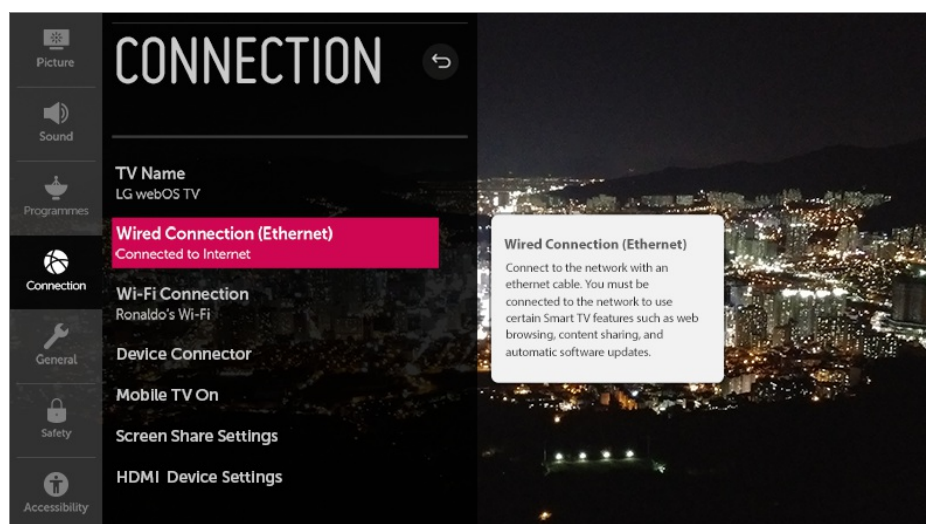 Picture
Sound
Programmes
Connection
General
Safety
Accessibility
CONNECTION
TV Name
LG webOS TV
Wired Connection (Ethernet)
Connected to Internet
Wi-Fi Connection
Ronaldo's Wi-Fi
Device Connector
Mobile TV On
Screen Share Settings
HDMI Device Settings
Wired Connection (Ethernet)
Connect to the network with an
ethernet cable. You must be
connected to the network to use
certain Smart TV features such as web
browsing, content sharing, and
automatic software updates.